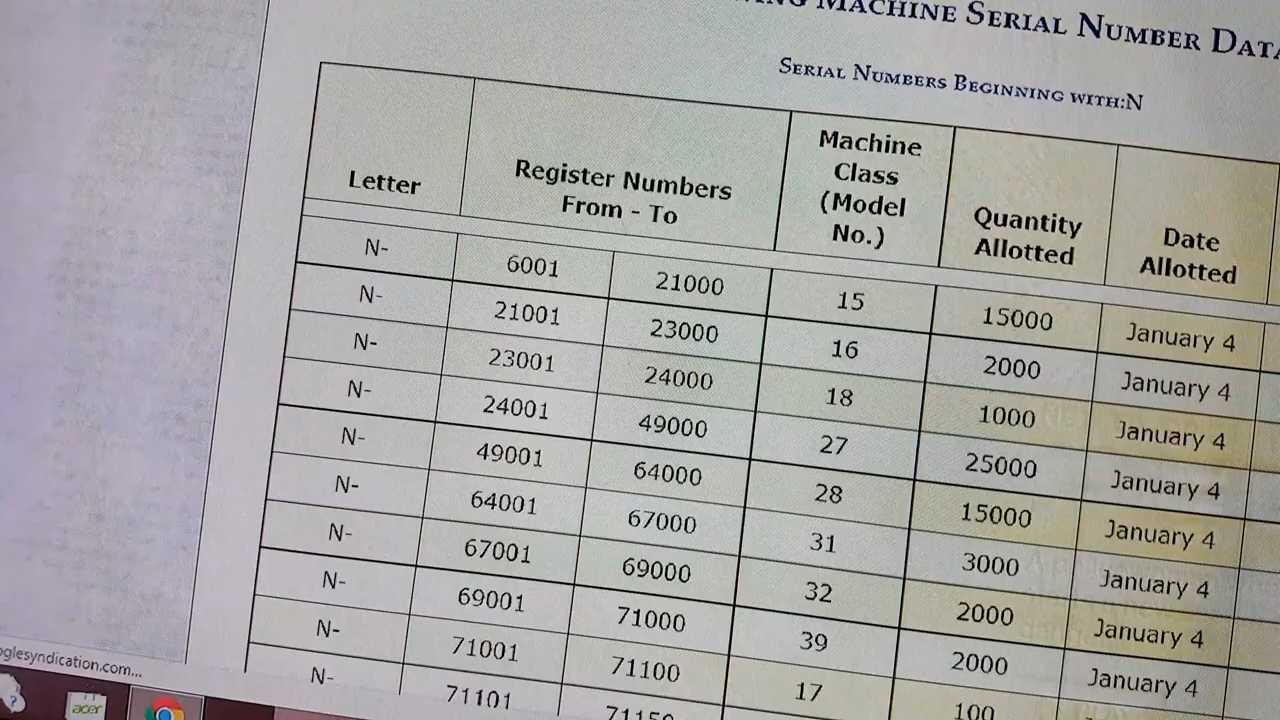 MACHINE SERIAL NUMBER
SERIAL NUMBERS BEGINNING WITH:N
Letter Register Numbers From - To Machine Class (Model No.) Quantity Allotted Date Allotted
N- 6001 21000 15 15000 January 4
N- 21001 23000 16 2000 January 4
N- 23001 24000 18 1000 January 4
N- 24001 49000 27 25000 January 4
N- 49001 64000 28 15000 January 4
N- 64001 67000 31 3000 January 4
N- 67001 69000 32 2000 January 4
N- 69001 71000 39 2000 January 4
N- 71001 71100 17 100
N- 71101
glesyndication.com...
acer